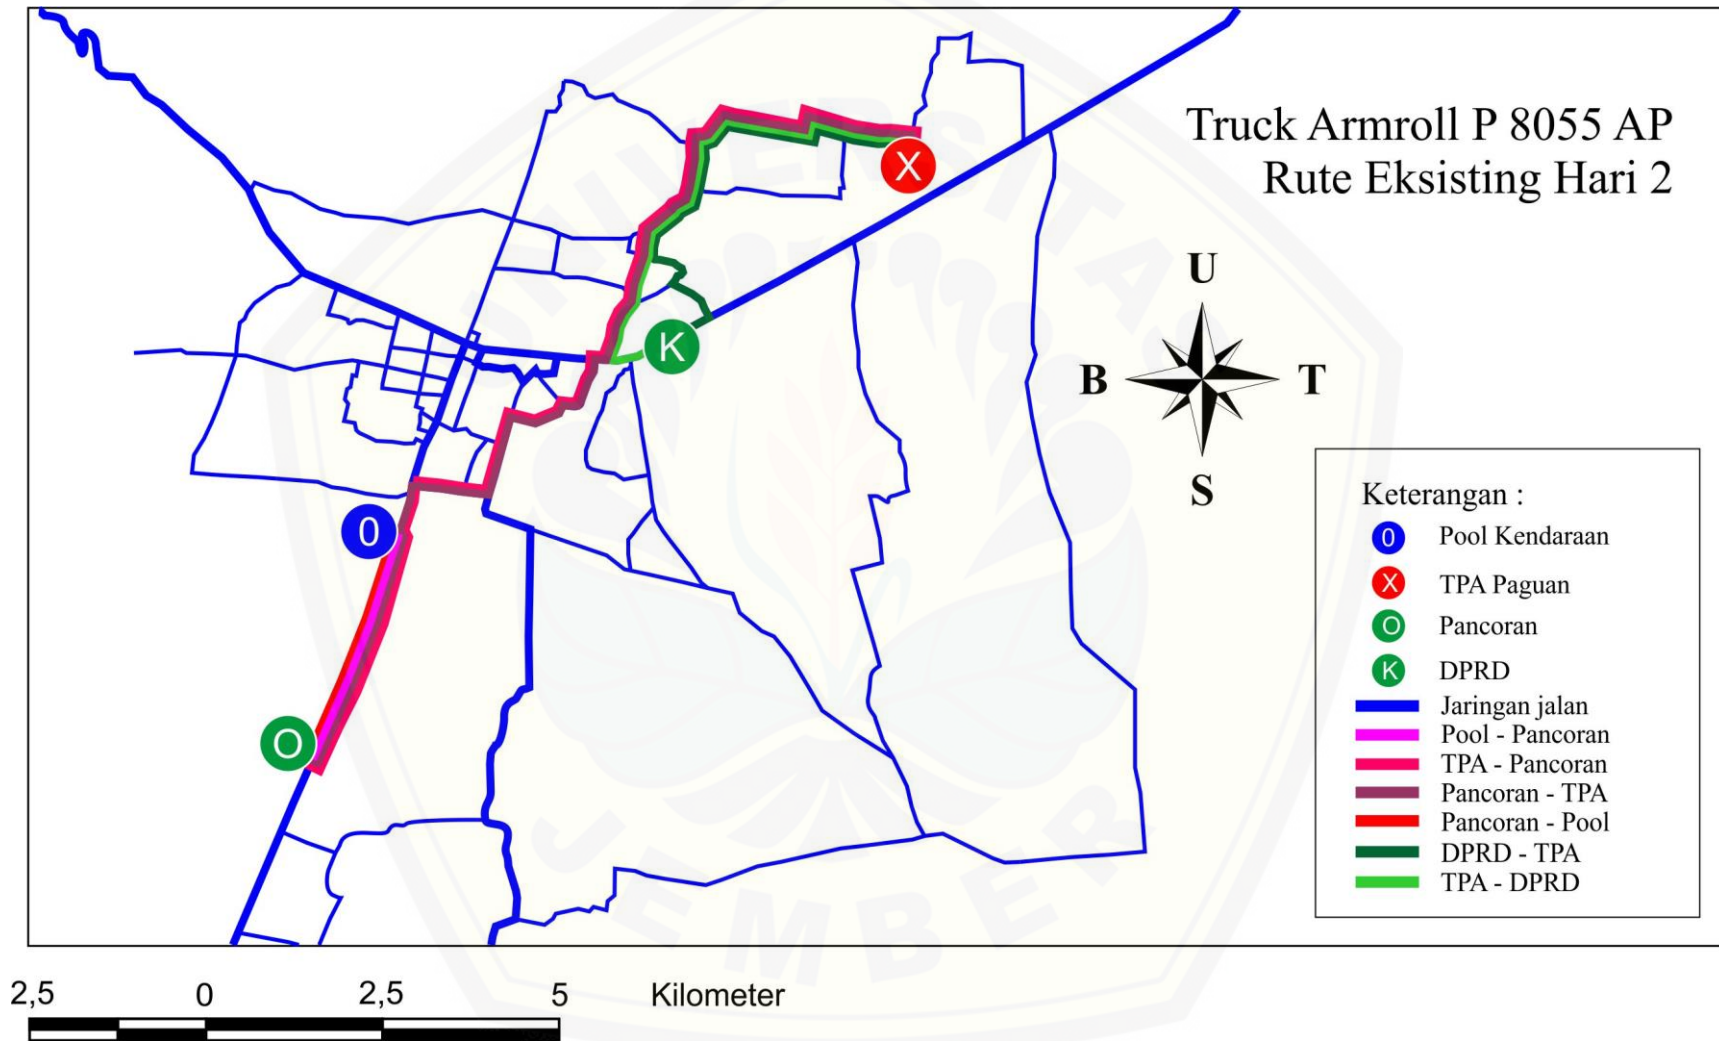 Truck Armroll P 8055 AP
Rute Eksisting Hari 2
UNIVERSITAS
JEMBER
X
K
0
O
U
B
T
S
Keterangan :
0 Pool Kendaraan
X TPA Paguan
O Pancoran
K DPRD
Jaringan jalan
Pool - Pancoran
TPA - Pancoran
Pancoran - TPA
Pancoran - Pool
DPRD - TPA
TPA - DPRD
2,5 0 2,5 5 Kilometer